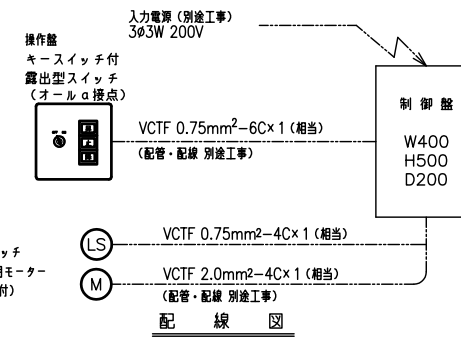 入力電源(別途工事)
3φ3W 200V
操作盤
キースイッチ付
露出型スイッチ
(オールa接点)
制御盤
W400
H500
D200
VCTF 0.75mm²-6C×1(相当)
(配管・配線 別途工事)
VCTF 0.75mm²-4C×1(相当)
ッチ
LS
用モーター
付)
M
VCTF 2.0mm²-4C×1(相当)
(配管・配線 別途工事)
配線図